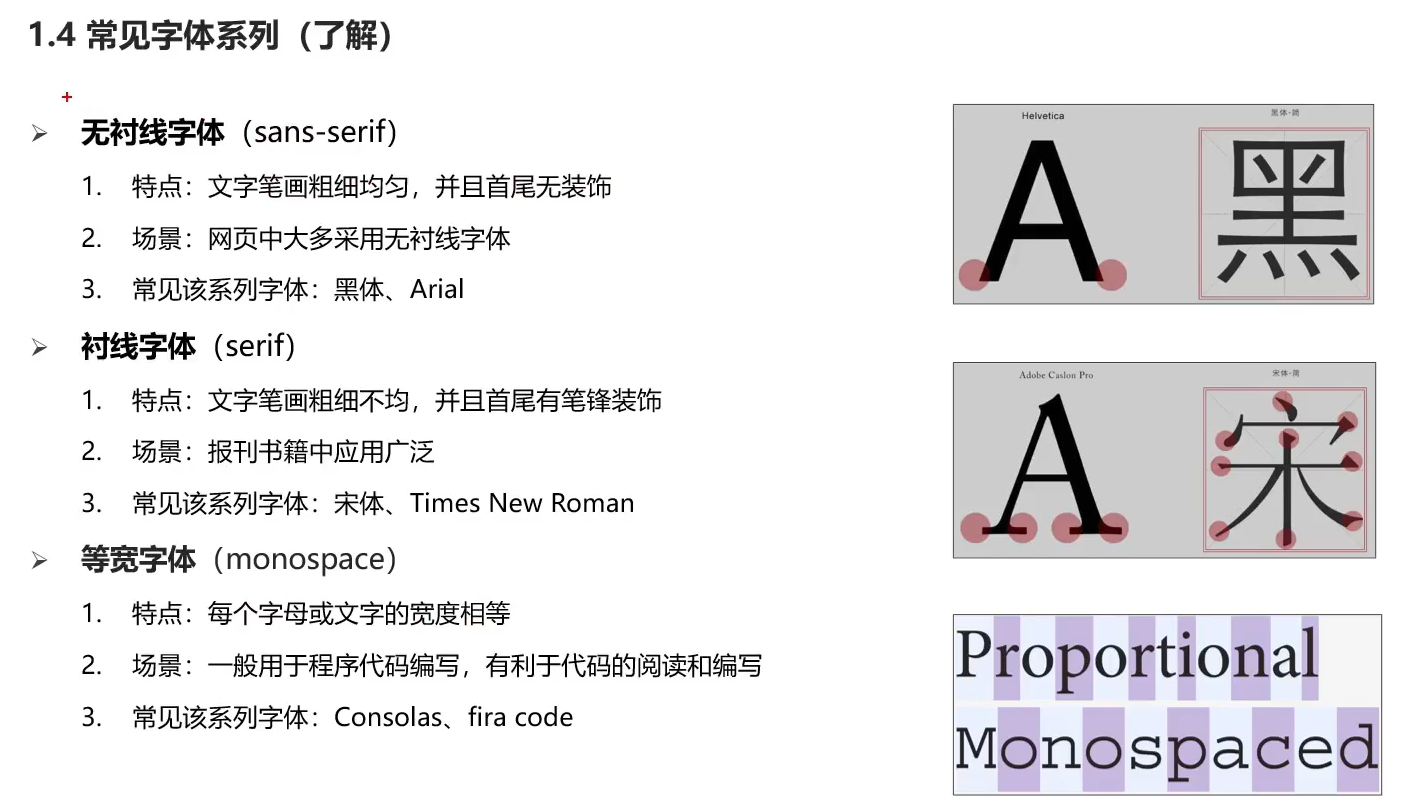 1.4 常见字体系列（了解）
无衬线字体（sans-serif）
1. 特点：文字笔画粗细均匀，并且首尾无装饰
2. 场景：网页中大多采用无衬线字体
3. 常见该系列字体：黑体、Arial
衬线字体（serif）
1. 特点：文字笔画粗细不均，并且首尾有笔锋装饰
2. 场景：报刊书籍中应用广泛
3. 常见该系列字体：宋体、Times New Roman
等宽字体（monospace）
1. 特点：每个字母或文字的宽度相等
2. 场景：一般用于程序代码编写，有利于代码的阅读和编写
3. 常见该系列字体：Consolas、fira code
Helvetica
黑体-简
A
黑
Adobe Caslon Pro
宋体-简
A
宋
Proportional
Monospaced